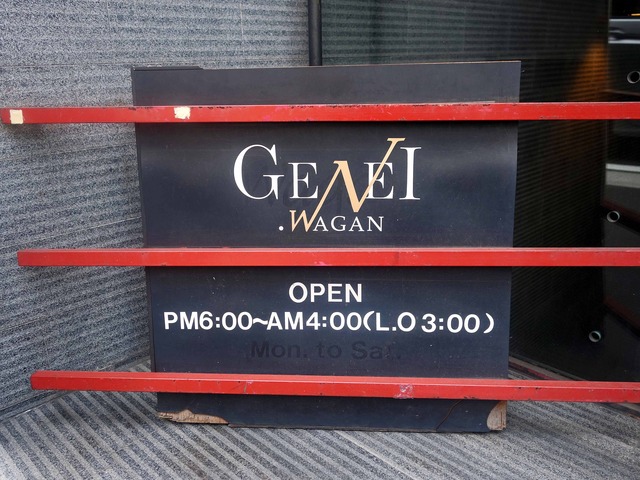 GENEI
.WAGAN
OPEN
PM6:00~AM4:00(L.O 3:00)
Mon. to Sat.